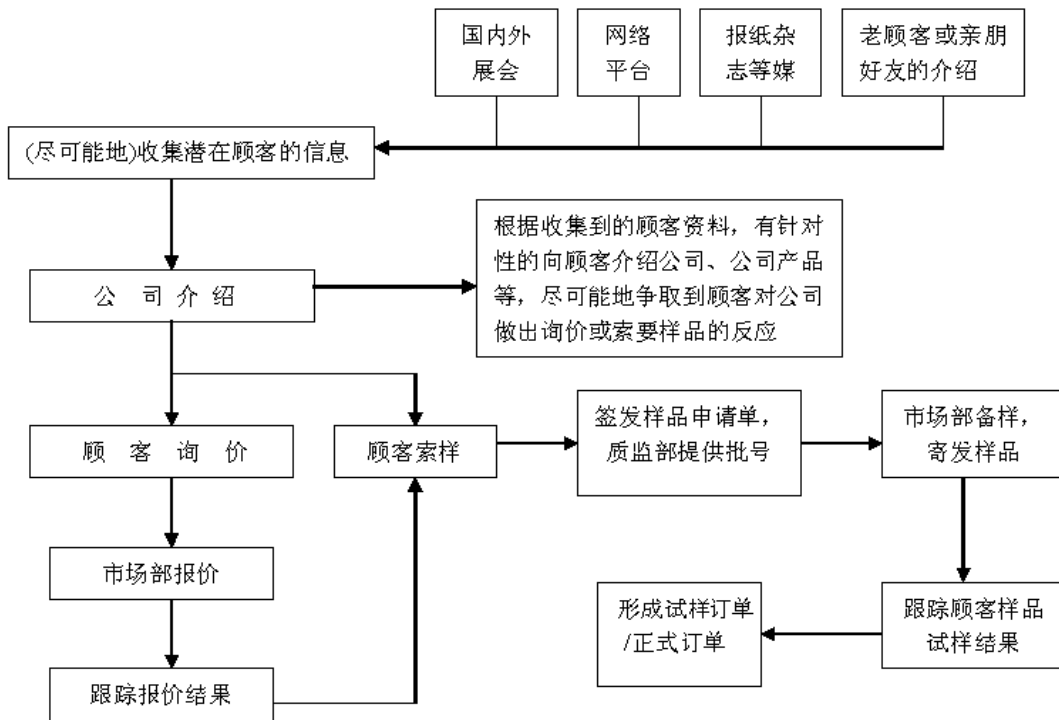 国内外
展会
网络
平台
报纸杂
志等媒
老顾客或亲朋
好友的介绍
(尽可能地)收集潜在顾客的信息
公 司 介 绍
根据收集到的顾客资料，有针对
性的向顾客介绍公司、公司产品
等，尽可能地争取到顾客对公司
做出询价或索要样品的反应
顾 客 询 价
顾客索样
签发样品申请单，
质监部提供批号
市场部备样，
寄发样品
市场部报价
形成试样订单
/正式订单
跟踪顾客样品
试样结果
跟踪报价结果